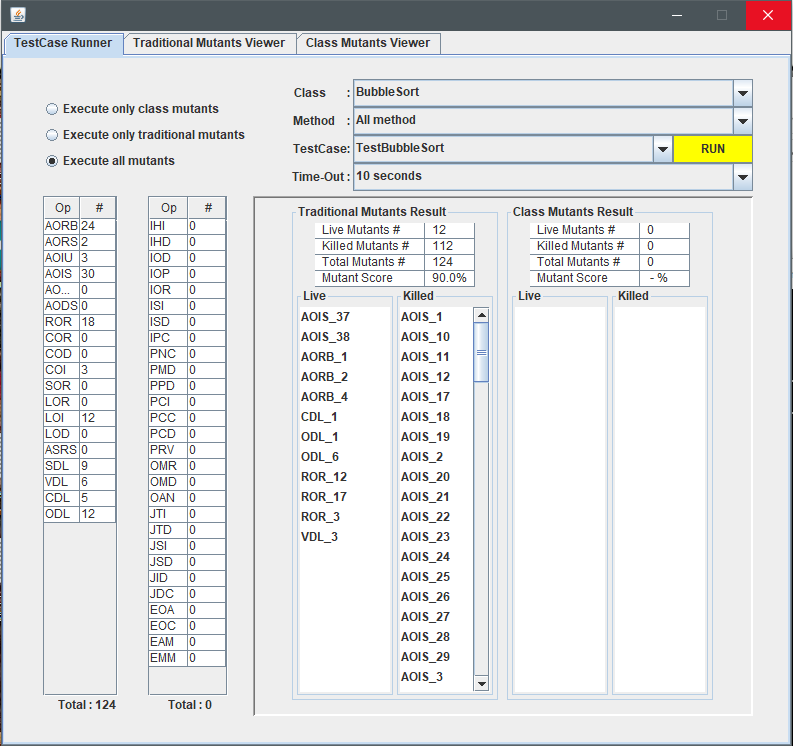 TestCase Runner Traditional Mutants Viewer Class Mutants Viewer
Execute only class mutants
Execute only traditional mutants
Execute all mutants
Class : BubbleSort
Method : All method
TestCase: TestBubbleSort RUN
Time-Out : 10 seconds
Op #
AORB 24
AORS 2
AOIU 3
AOIS 30
AO... 0
AODS 0
ROR 18
COR 0
COD 0
COI 3
SOR 0
LOR 0
LOI 12
LOD 0
ASRS 0
SDL 9
VDL 6
CDL 5
ODL 12
Total : 124
Op #
IHI 0
IHD 0
IOD 0
IOP 0
IOR 0
ISI 0
ISD 0
IPC 0
PNC 0
PMD 0
PPD 0
PCI 0
PCC 0
PCD 0
PRV 0
OMR 0
OMD 0
OAN 0
JTI 0
JTD 0
JSI 0
JSD 0
JID 0
JDC 0
EOA 0
EOC 0
EAM 0
EMM 0
Total : 0
Traditional Mutants Result
Live Mutants # 12
Killed Mutants # 112
Total Mutants # 124
Mutant Score 90.0%
Live
AOIS_37
AOIS_38
AORB_1
AORB_2
AORB_4
CDL_1
ODL_1
ODL_6
ROR_12
ROR_17
ROR_3
VDL_3
Killed
AOIS_1
AOIS_10
AOIS_11
AOIS_12
AOIS_17
AOIS_18
AOIS_19
AOIS_2
AOIS_20
AOIS_21
AOIS_22
AOIS_23
AOIS_24
AOIS_25
AOIS_26
AOIS_27
AOIS_28
AOIS_29
AOIS_3
Class Mutants Result
Live Mutants # 0
Killed Mutants # 0
Total Mutants # 0
Mutant Score - %
Live
Killed